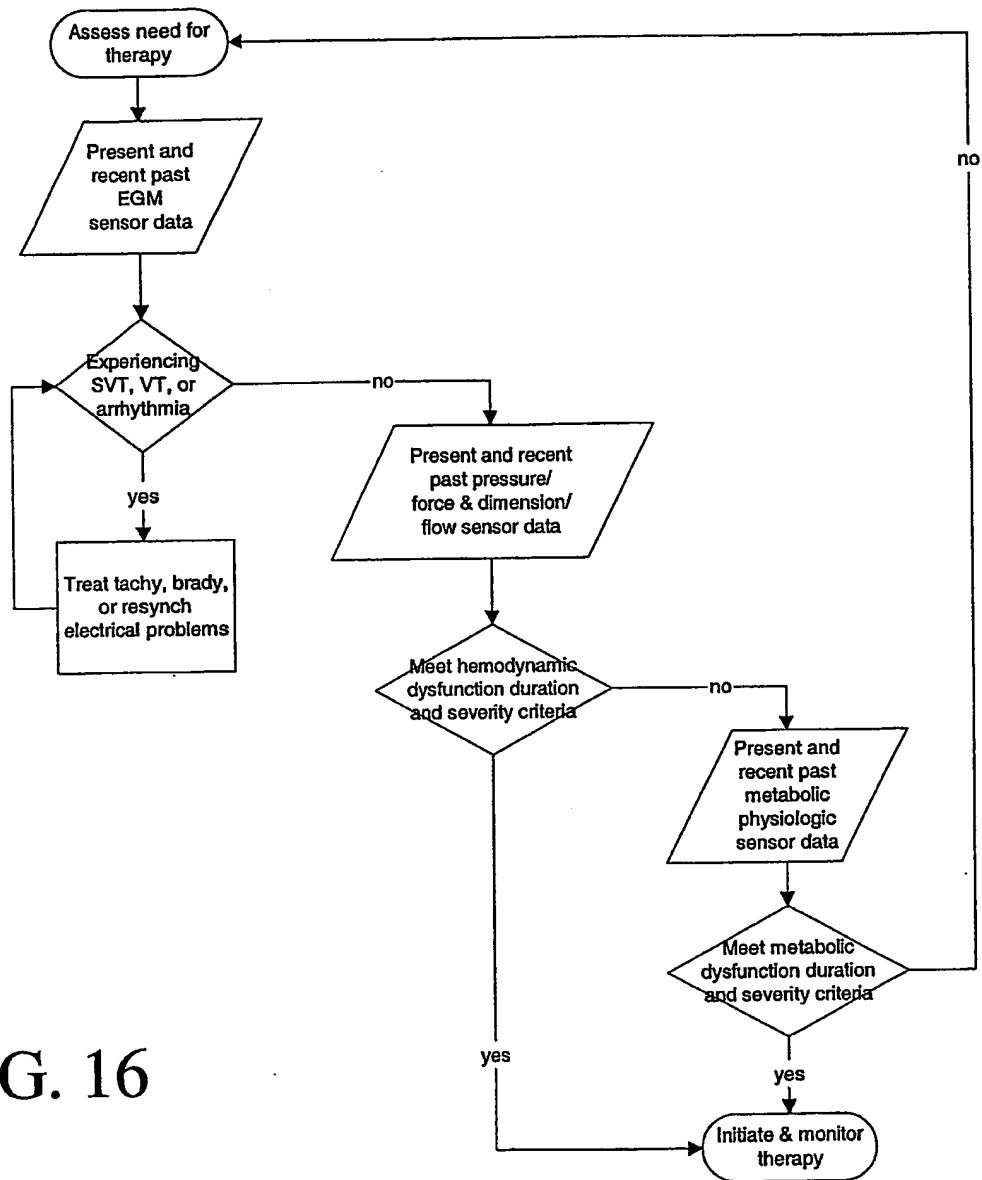 Assess need for
therapy
no
Present and
recent past
EGM
sensor data
Experiencing
SVT, VT, or
arrhythmia
no
yes
Treat tachy, brady,
or resynch
electrical problems
Present and recent
past pressure/
force & dimension/
flow sensor data
Meet hemodynamic
dysfunction duration
and severity criteria
no
Present and
recent past
metabolic
physiologic
sensor data
Meet metabolic
dysfunction duration
and severity criteria
yes
yes
Initiate & monitor
therapy
G. 16